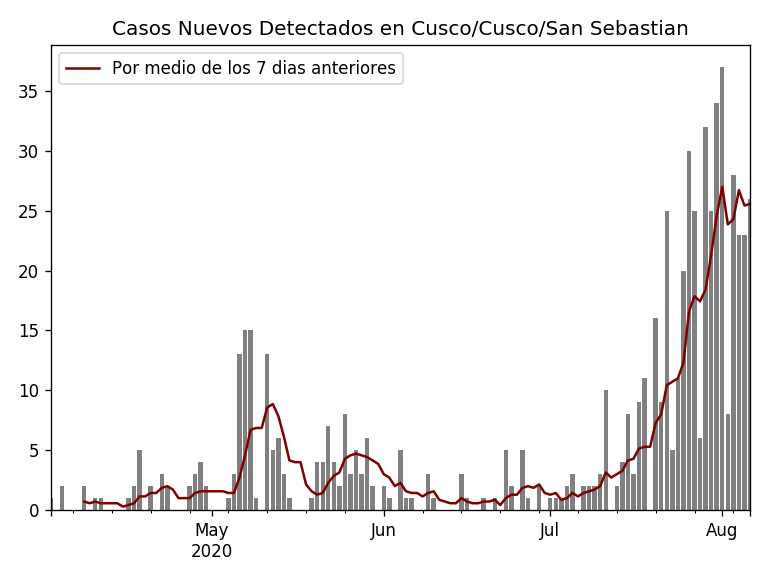 Casos Nuevos Detectados en Cusco/Cusco/San Sebastian
Por medio de los 7 dias anteriores
35
30
25
20
15
10
5
0
May
2020
Jun
Jul
Aug